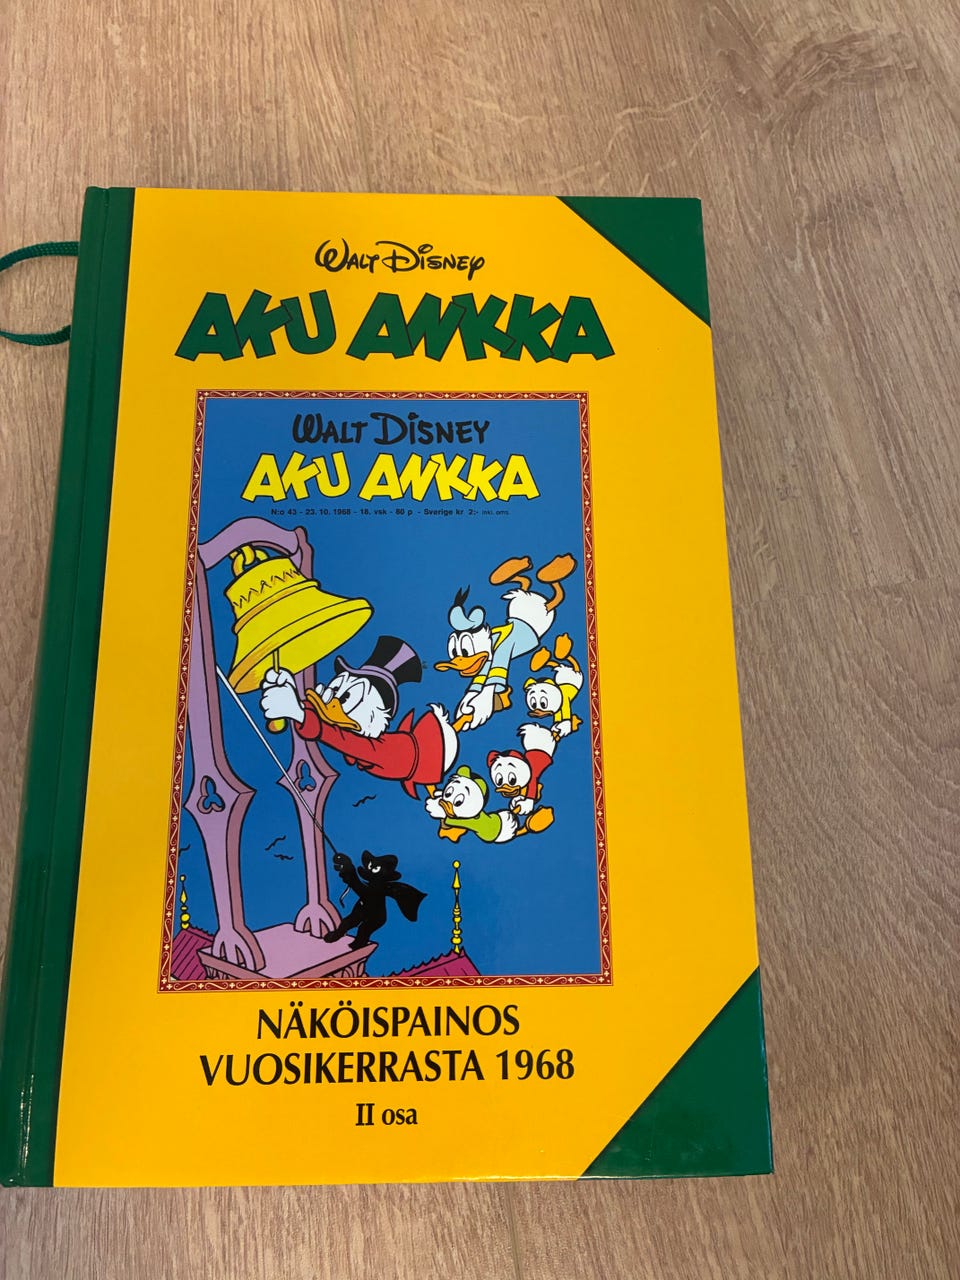 WALT DISNEY
AKU ANKKA
WALT DISNEY
AKU ANKKA
N:o 43 - 23. 10. 1968 - 18. vsk - 80 p - Sverige kr 2:- inkl. oms.
NÄKÖISPAINOS
VUOSIKERRASTA 1968
II osa